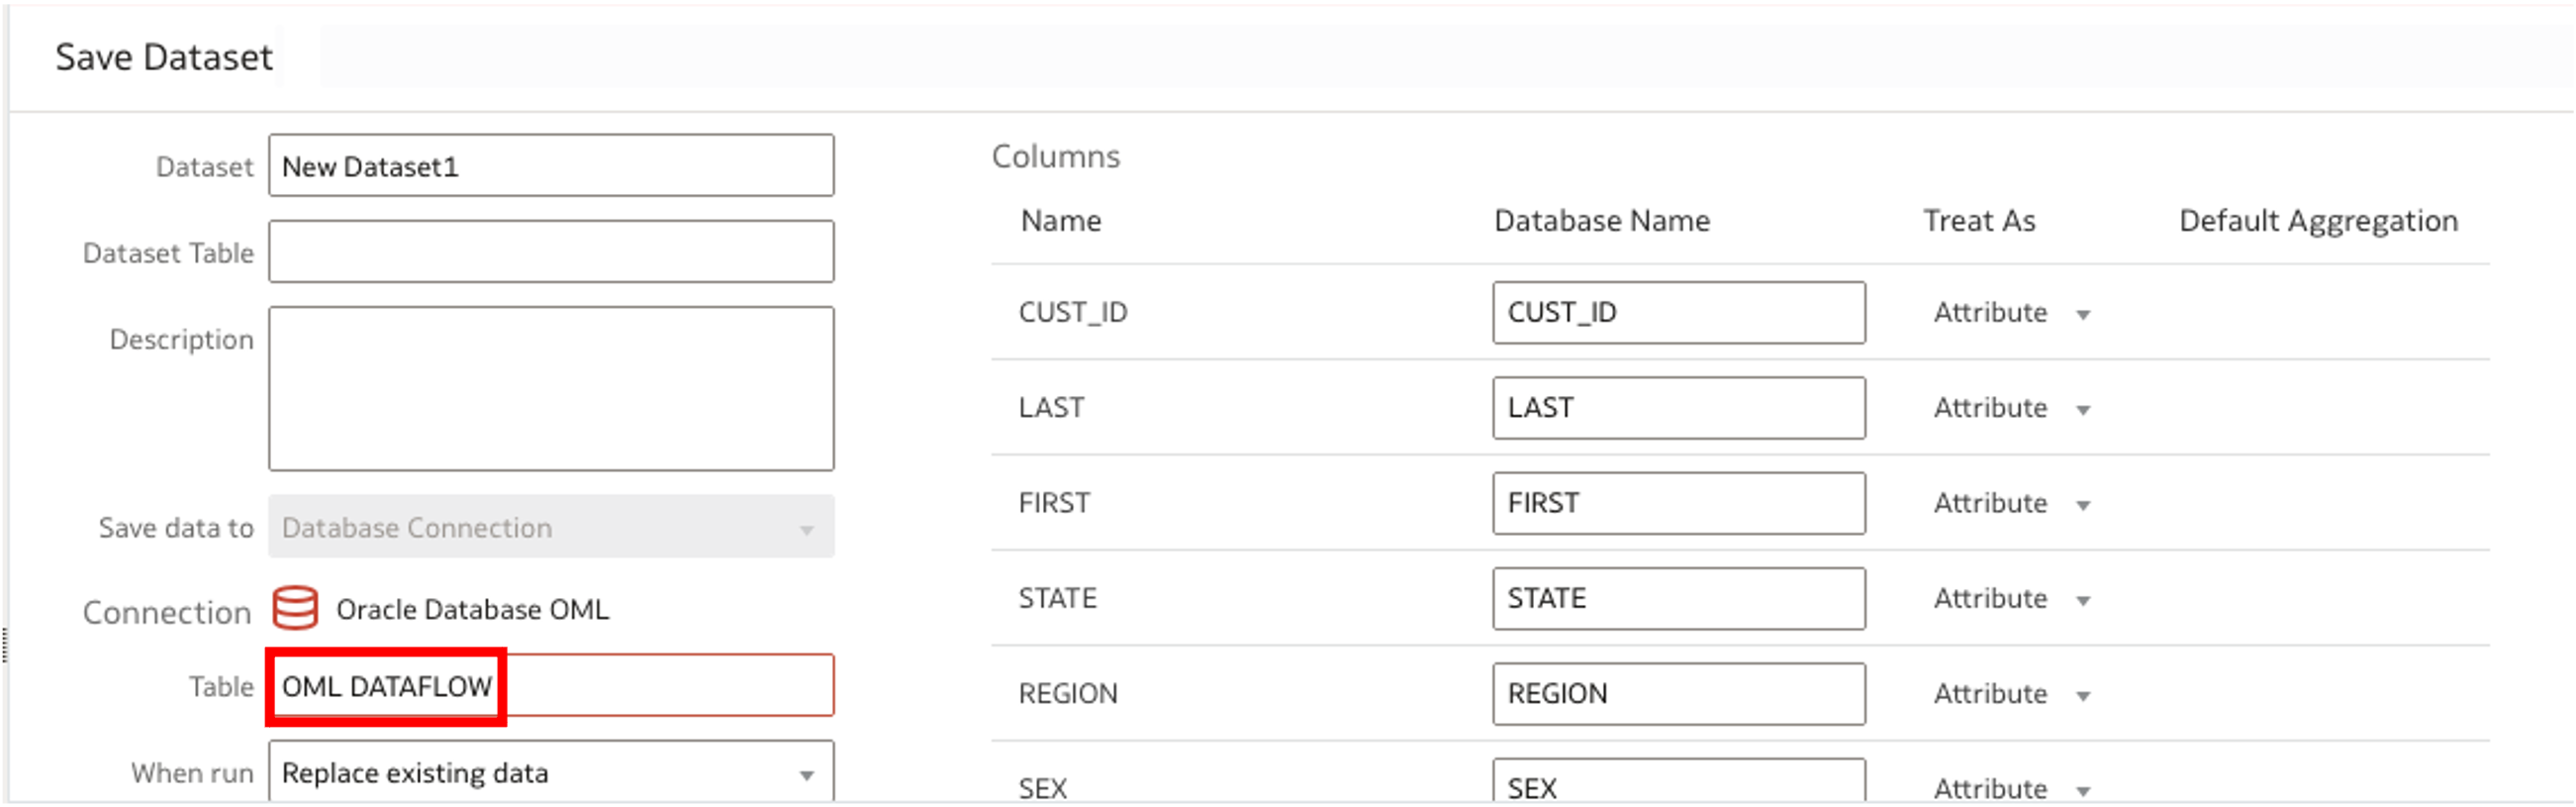 Save Dataset
Dataset New Dataset1
Dataset Table
Description
Save data to Database Connection
Connection Oracle Database OML
Table OML DATAFLOW
When run Replace existing data
Columns
Name Database Name Treat As Default Aggregation
CUST_ID CUST_ID Attribute
LAST LAST Attribute
FIRST FIRST Attribute
STATE STATE Attribute
REGION REGION Attribute
SEX SEX Attribute